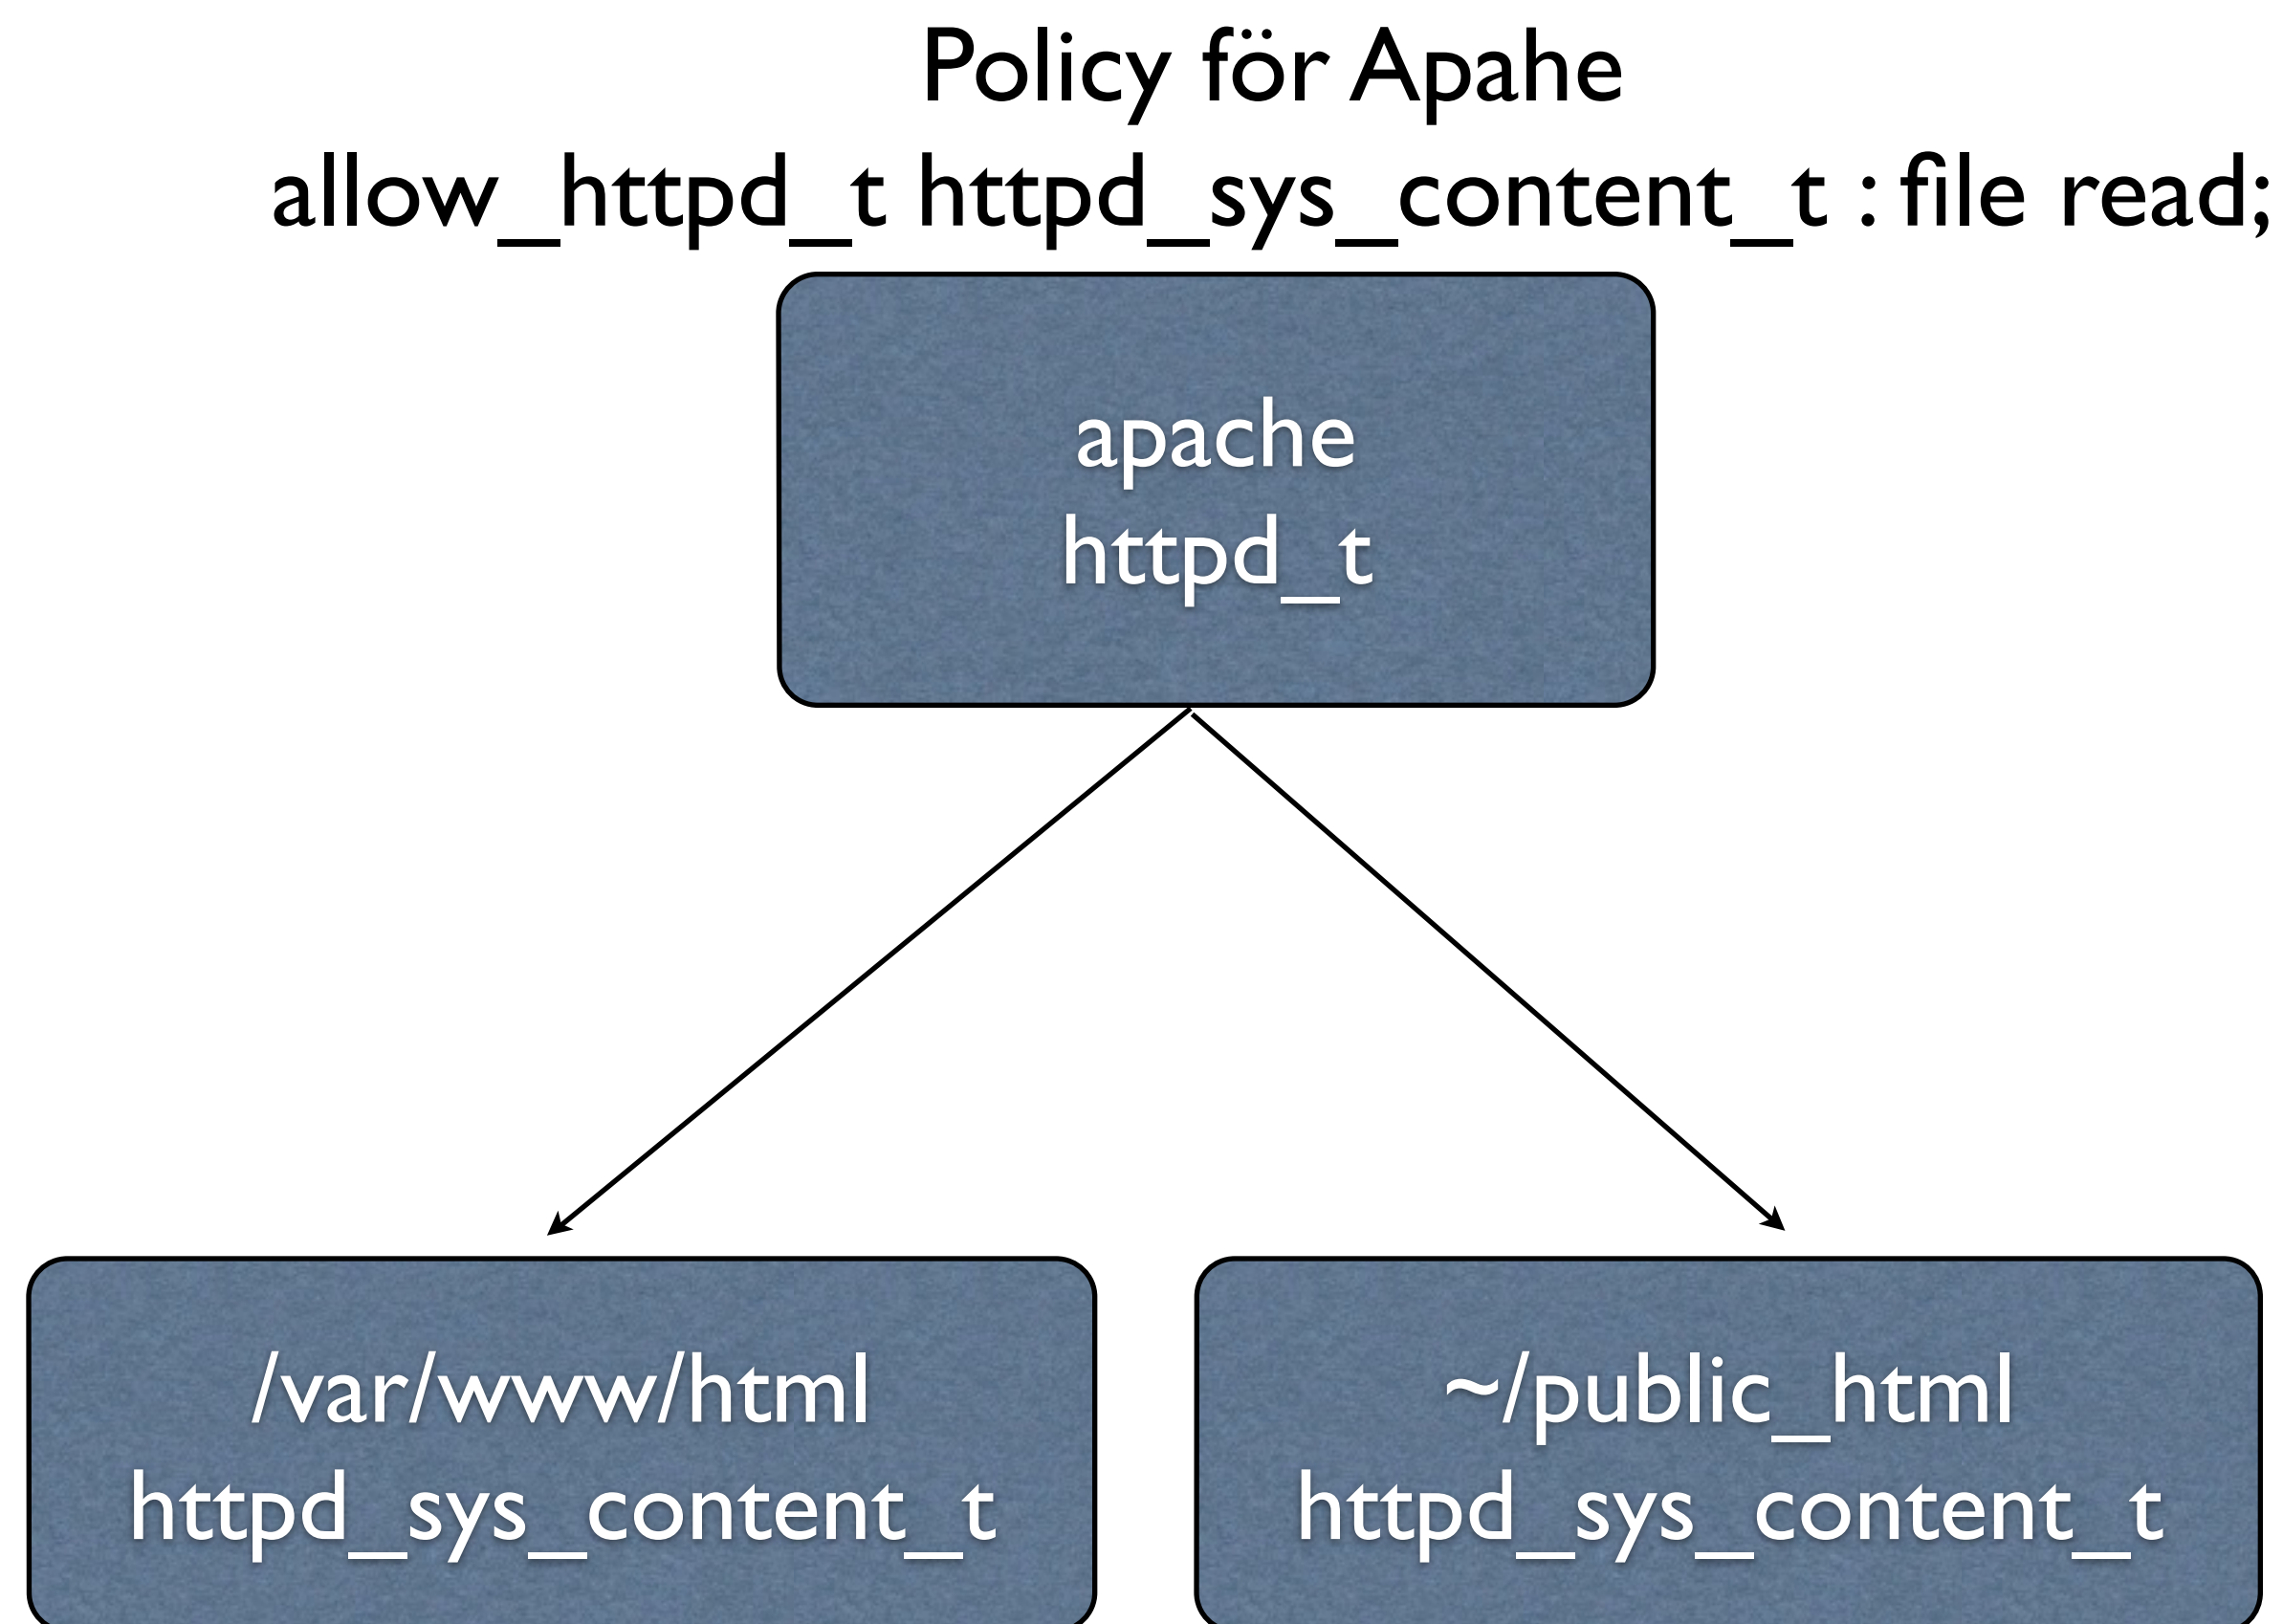 Policy för Apahe
allow_httpd_t httpd_sys_content_t : file read;
apache
httpd_t
/var/www/html
httpd_sys_content_t
~/public_html
httpd_sys_content_t